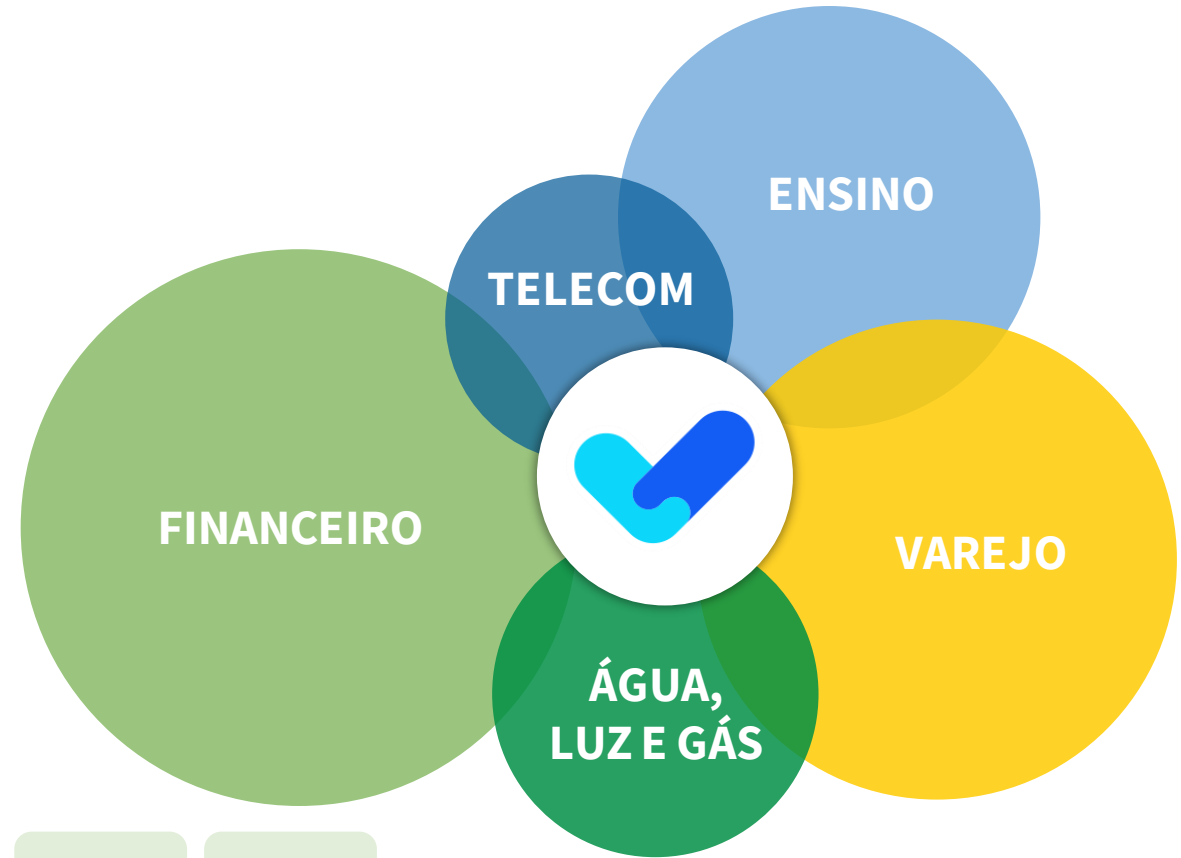 ENSINO
TELECOM
FINANCEIRO
VAREJO
ÁGUA,
LUZ E GÁS